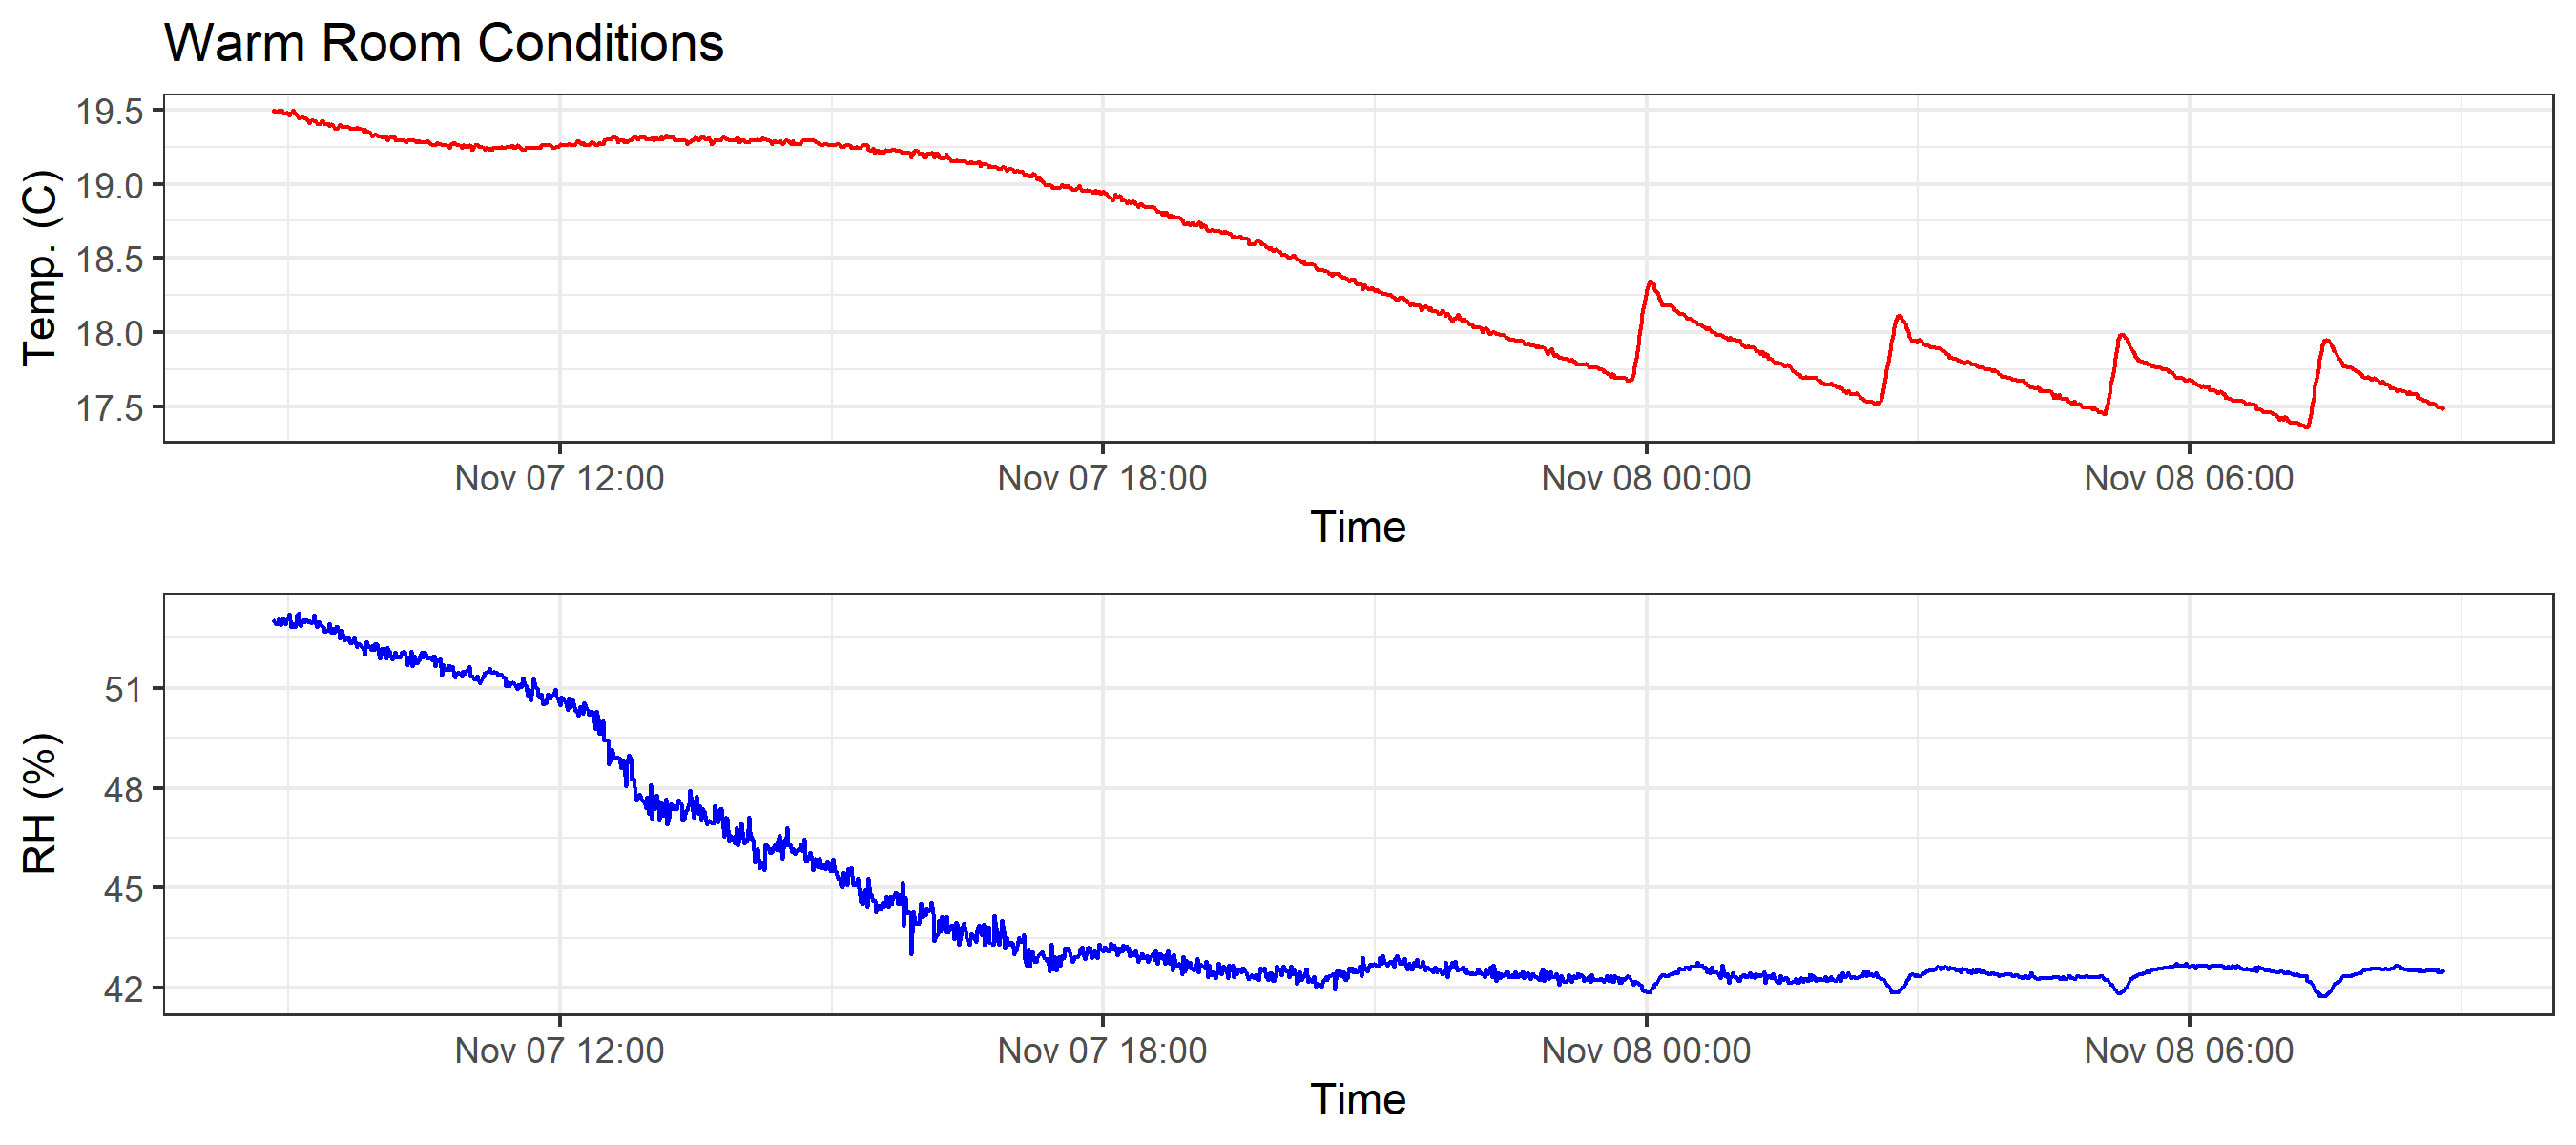 Warm Room Conditions
Temp. (C)
19.5
19.0
18.5
18.0
17.5
Nov 07 12:00 Nov 07 18:00 Nov 08 00:00 Nov 08 06:00
Time
RH (%)
51
48
45
42
Nov 07 12:00 Nov 07 18:00 Nov 08 00:00 Nov 08 06:00
Time